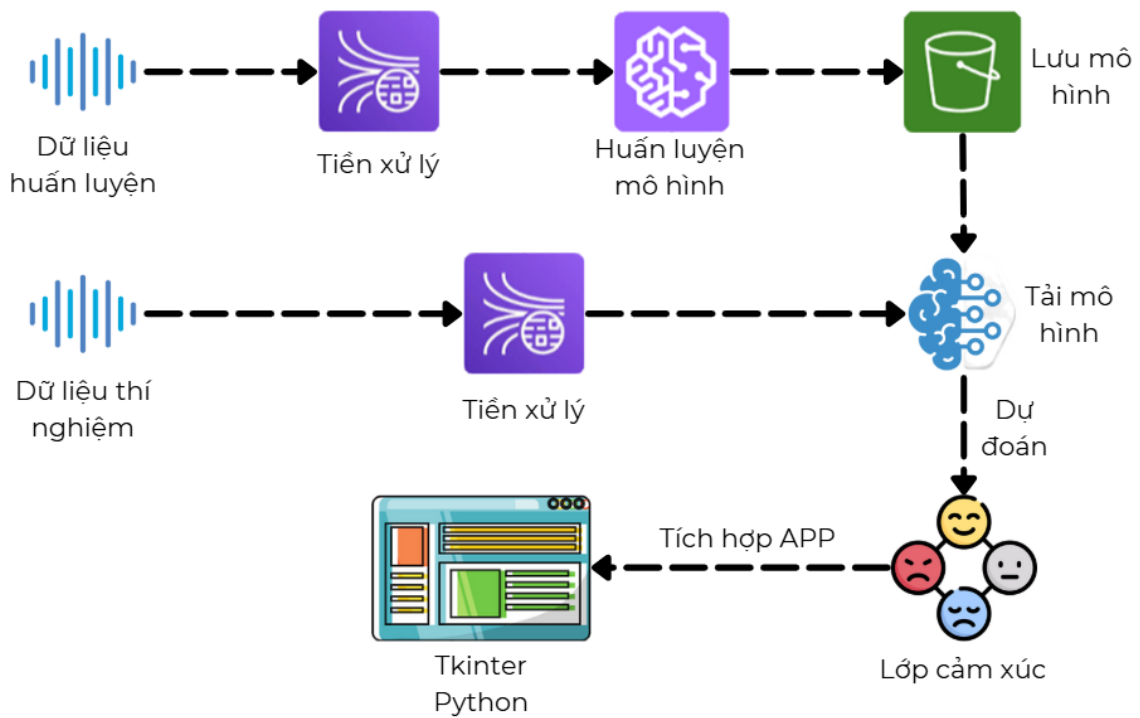 Dữ liệu
huấn luyện
Tiền xử lý
Huấn luyện
mô hình
Lưu mô
hình
Dữ liệu thí
nghiệm
Tiền xử lý
Tải mô
hình
Dự
đoán
Tích hợp APP
Tkinter
Python
Lớp cảm xúc